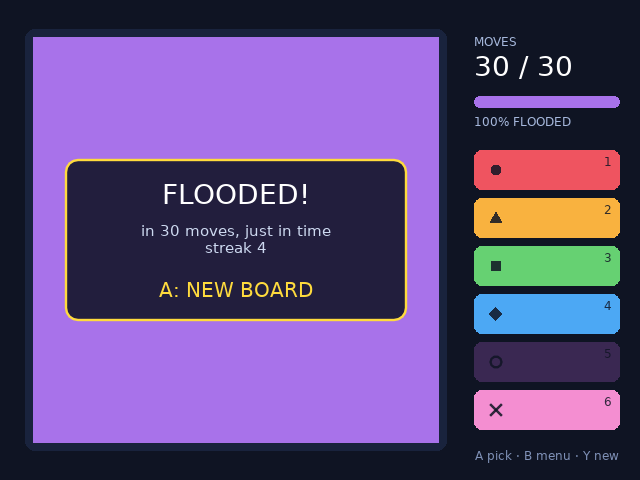 MOVES
30 / 30
100% FLOODED
FLOODED!
in 30 moves, just in time
streak 4
A: NEW BOARD
1
2
3
4
5
6
A pick · B menu · Y new